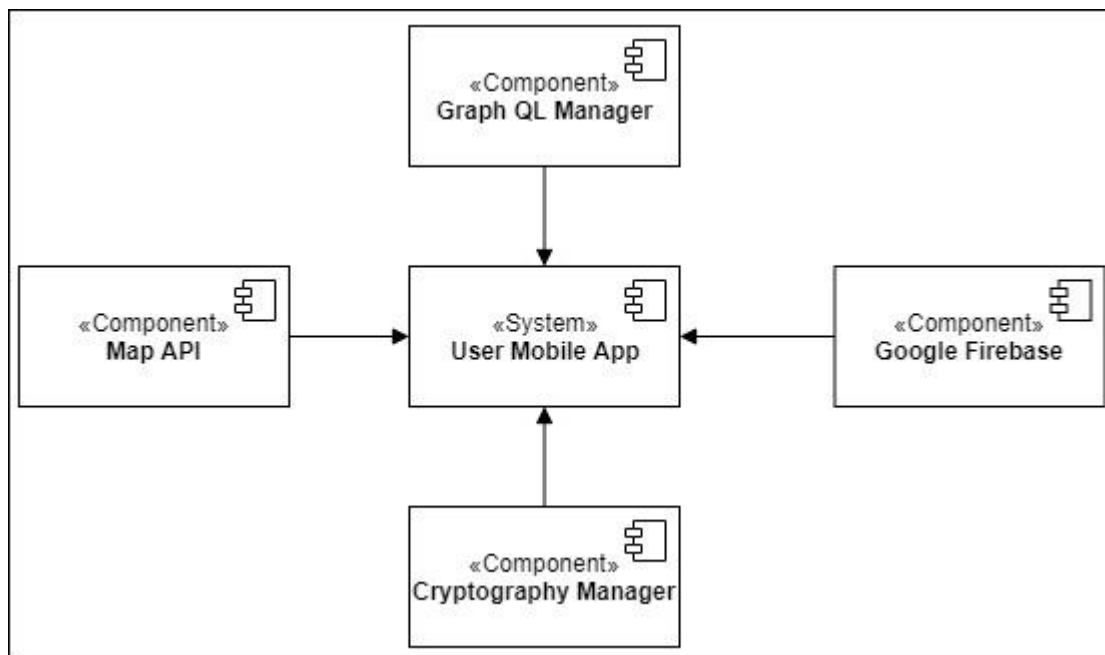 «Component»
Graph QL Manager
«Component»
Map API
«System»
User Mobile App
«Component»
Google Firebase
«Component»
Cryptography Manager